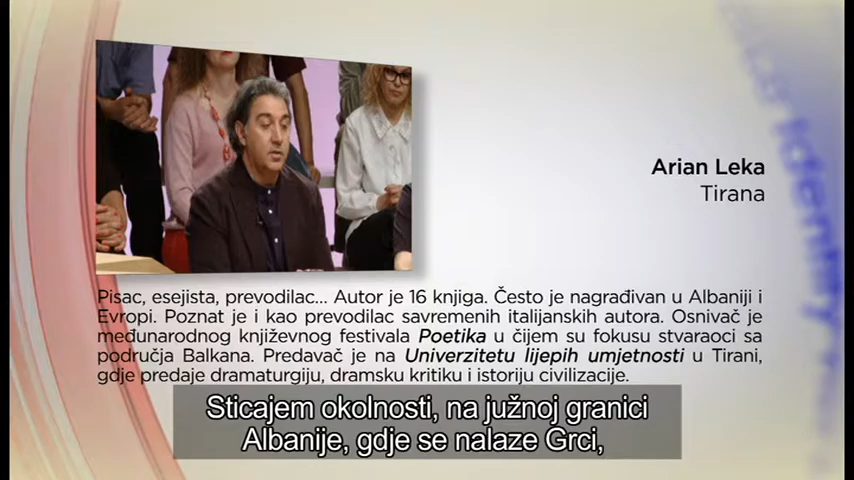 Arian Leka
Tirana
Pisac, esejista, prevodilac... Autor je 16 knjiga. Često je nagrađivan u Albaniji i
Evropi. Poznat je i kao prevodilac savremenih italijanskih autora. Osnivač je
međunarodnog književnog festivala Poetika u čijem su fokusu stvaraoci sa
područja Balkana. Predavač je na Univerzitetu lijepih umjetnosti u Tirani,
gdje predaje dramaturgiju, dramsku kritiku i istoriju civilizacije.
Sticajem okolnosti, na južnoj granici
Albanije, gdje se nalaze Grci,
Identity